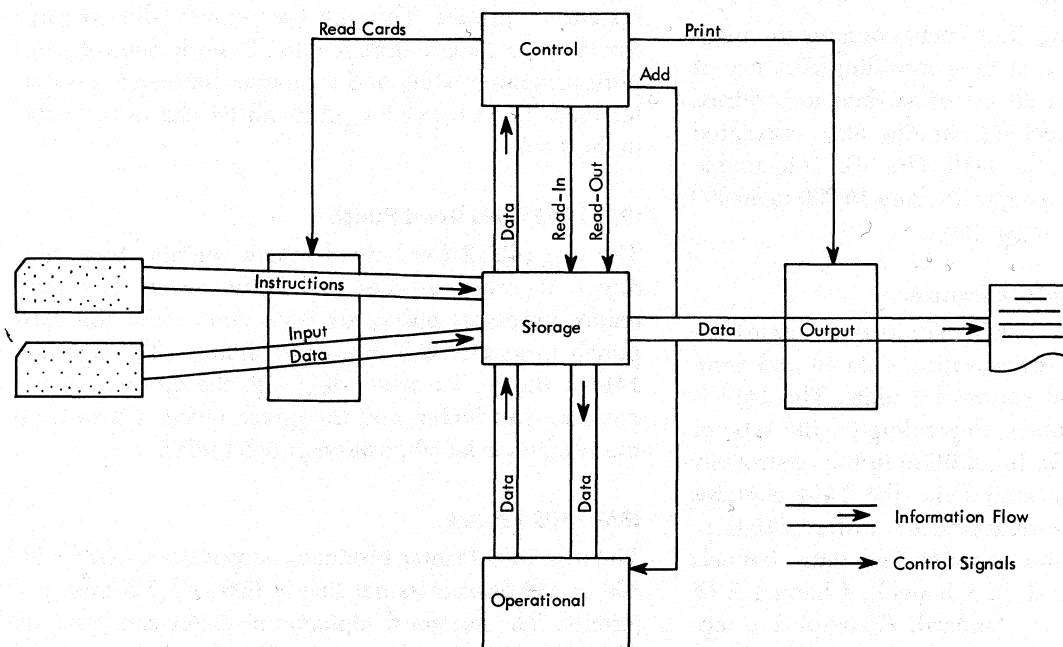 Read Cards
Control
Print
Add
Data
Read-In
Read-Out
Instructions
Input
Data
Storage
Data
Output
Data
Data
Operational
Information Flow
Control Signals